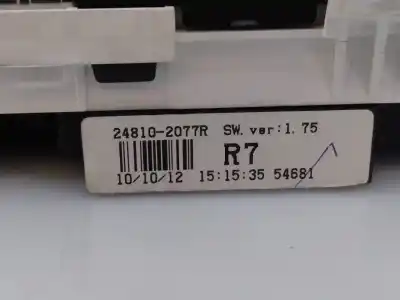 24810-2077R SW. ver:1. 75
R7
10/10/12 15:15:35 54681